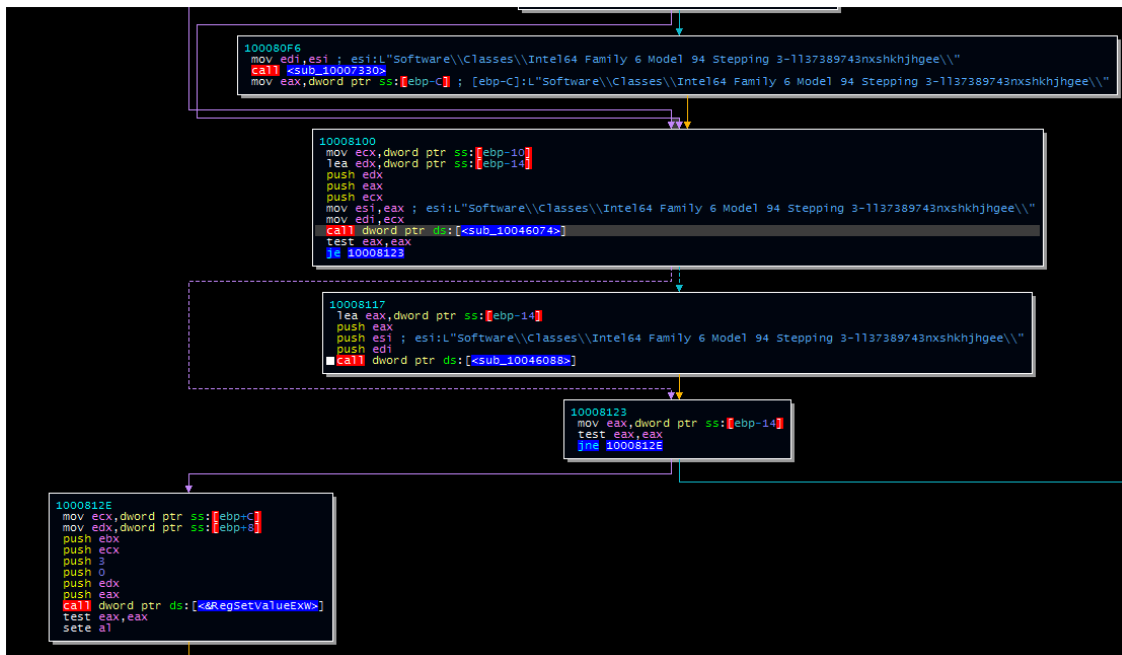 100080F6
mov edi,esi ; esi:L"Software\\Classes\\Intel64 Family 6 Model 94 Stepping 3-ll37389743nxshkhjhgee\\"
call <sub_10007330>
mov eax,dword ptr ss:[ebp-C] ; [ebp-C]:L"Software\\Classes\\Intel64 Family 6 Model 94 Stepping 3-ll37389743nxshkhjhgee\\"
10008100
mov ecx,dword ptr ss:[ebp-10]
lea edx,dword ptr ss:[ebp-14]
push edx
push eax
push ecx
mov esi,eax ; esi:L"Software\\Classes\\Intel64 Family 6 Model 94 Stepping 3-ll37389743nxshkhjhgee\\"
mov edi,ecx
call dword ptr ds:[<sub_10046074>]
test eax,eax
je 10008123
10008117
lea eax,dword ptr ss:[ebp-14]
push eax
push esi ; esi:L"Software\\Classes\\Intel64 Family 6 Model 94 Stepping 3-ll37389743nxshkhjhgee\\"
push edi
call dword ptr ds:[<sub_10046088>]
10008123
mov eax,dword ptr ss:[ebp-14]
test eax,eax
jne 1000812E
1000812E
mov ecx,dword ptr ss:[ebp+C]
mov edx,dword ptr ss:[ebp+8]
push ebx
push ecx
push 3
push 0
push edx
push eax
call dword ptr ds:[<&RegSetValueExW>]
test eax,eax
sete al